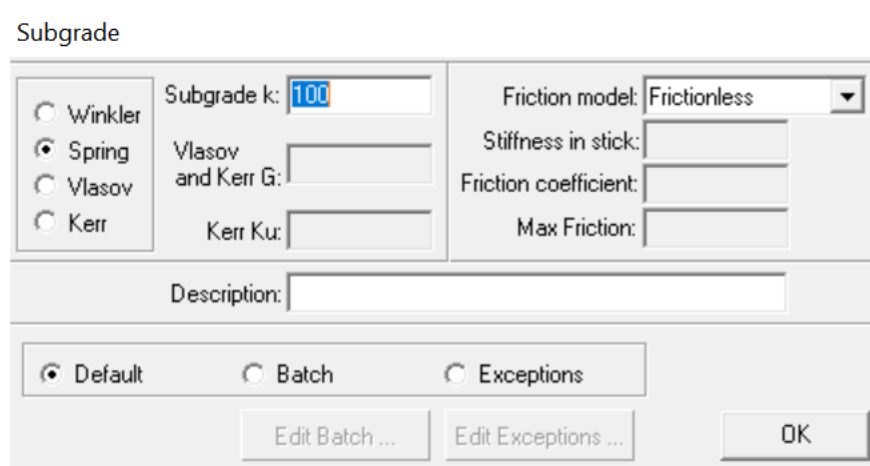 Subgrade
Winkler
Spring
Vlasov
Kerr
Subgrade k: 100
Vlasov
and Kerr G:
Kerr Ku:
Friction model: Frictionless
Stiffness in stick:
Friction coefficient:
Max Friction:
Description:
Default Batch Exceptions
Edit Batch ... Edit Exceptions ... OK